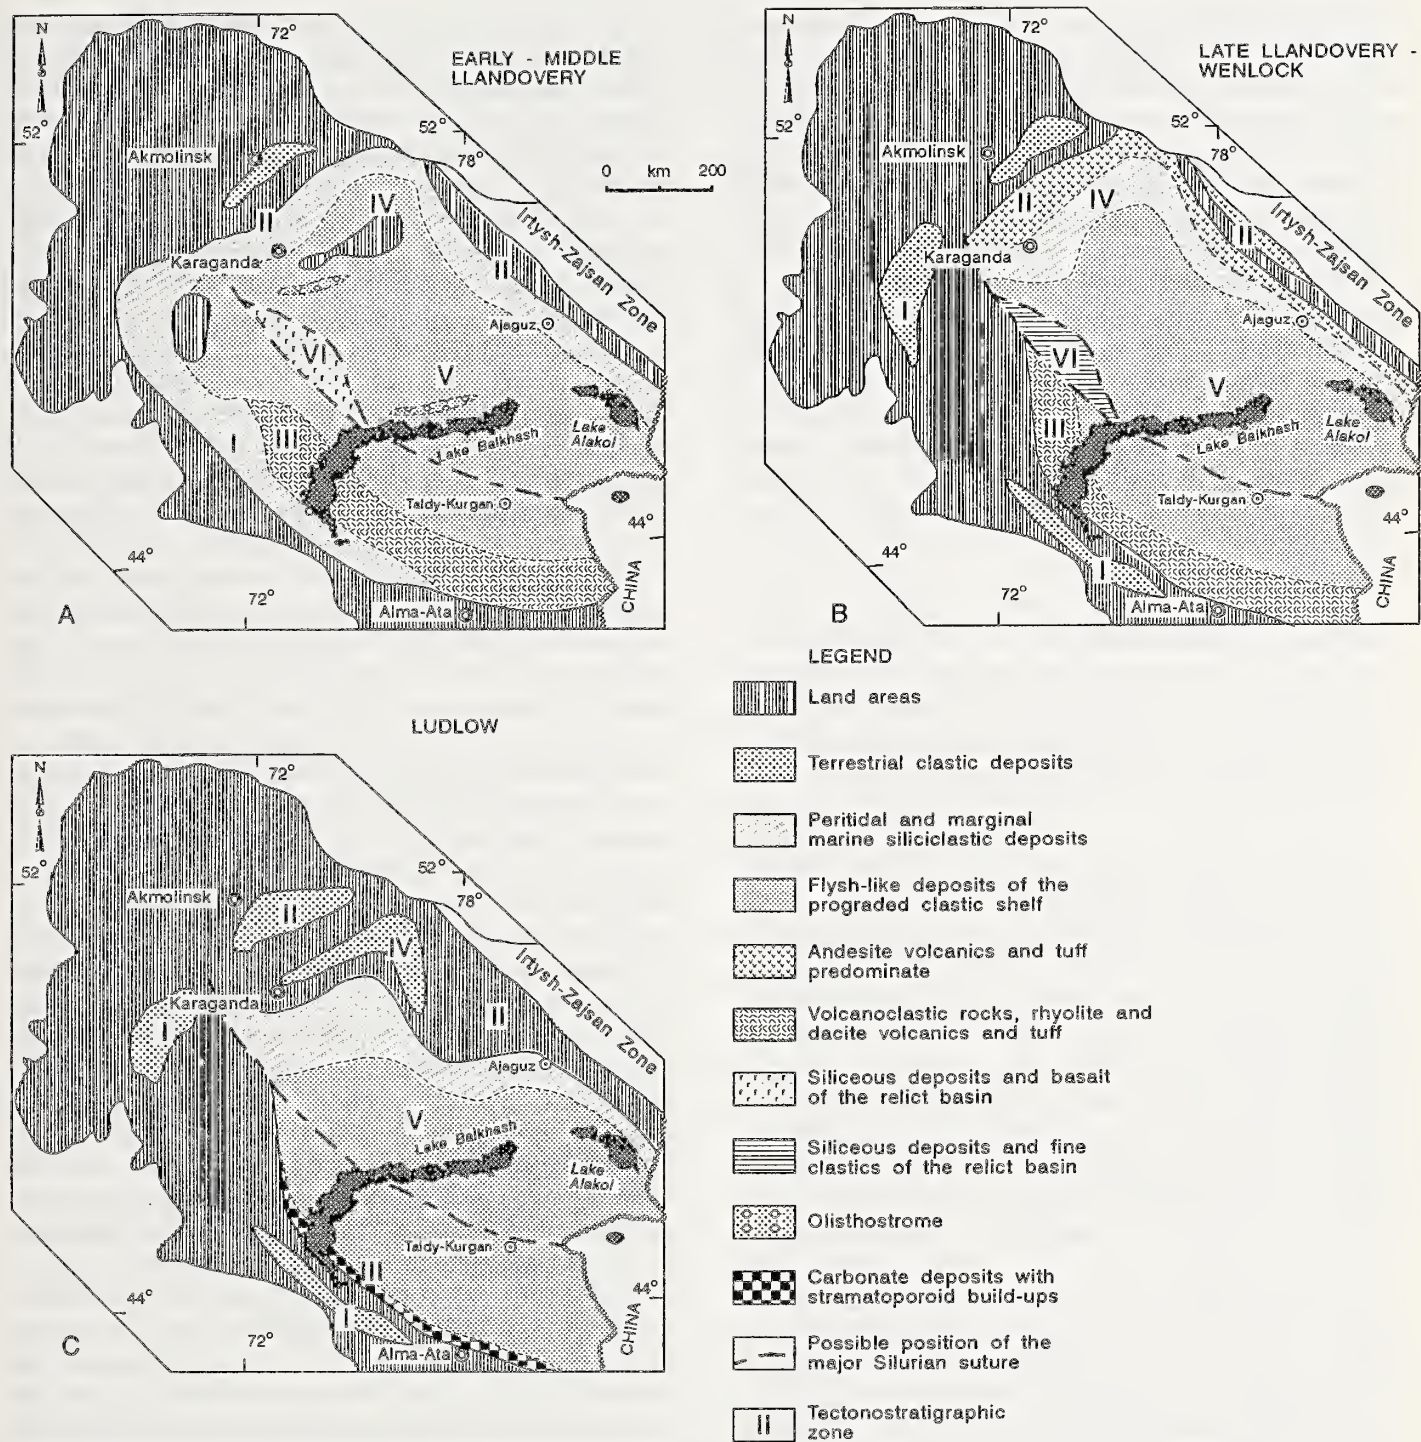 N
72°
EARLY - MIDDLE
LLANDOVERY
52°
52°
78°
Akmolinsk
0 km 200
II
IV
Karaganda
II
Irtysh-Zajsan Zone
Ajaguz
VI
V
I
III
Lake Balkhash
Lake
Alakol
Taldy-Kurgan
44°
44°
72°
CHINA
A
Alma-Ata
N
72°
LATE LLANDOVERY -
WENLOCK
52°
52°
78°
Akmolinsk
II
IV
Karaganda
II
Irtysh-Zajsan Zone
I
Ajaguz
VI
V
III
Lake Balkhash
Lake
Alakol
Taldy-Kurgan
44°
44°
I
72°
CHINA
B
Alma-Ata
LUDLOW
N
72°
52°
52°
78°
Akmolinsk
II
IV
Karaganda
I
II
Irtysh-Zajsan Zone
Ajaguz
V
Lake Balkhash
Lake
Alakol
Taldy-Kurgan
III
44°
44°
I
72°
CHINA
C
Alma-Ata
LEGEND
Land areas
Terrestrial clastic deposits
Peritidal and marginal
marine siliciclastic deposits
Flysh-like deposits of the
prograded clastic shelf
Andesite volcanics and tuff
predominate
Volcanoclastic rocks, rhyolite and
dacite volcanics and tuff
Siliceous deposits and basalt
of the relict basin
Siliceous deposits and fine
clastics of the relict basin
Olisthostrome
Carbonate deposits with
stramatoporoid build-ups
Possible position of the
major Silurian suture
II
Tectonostratigraphic
zone